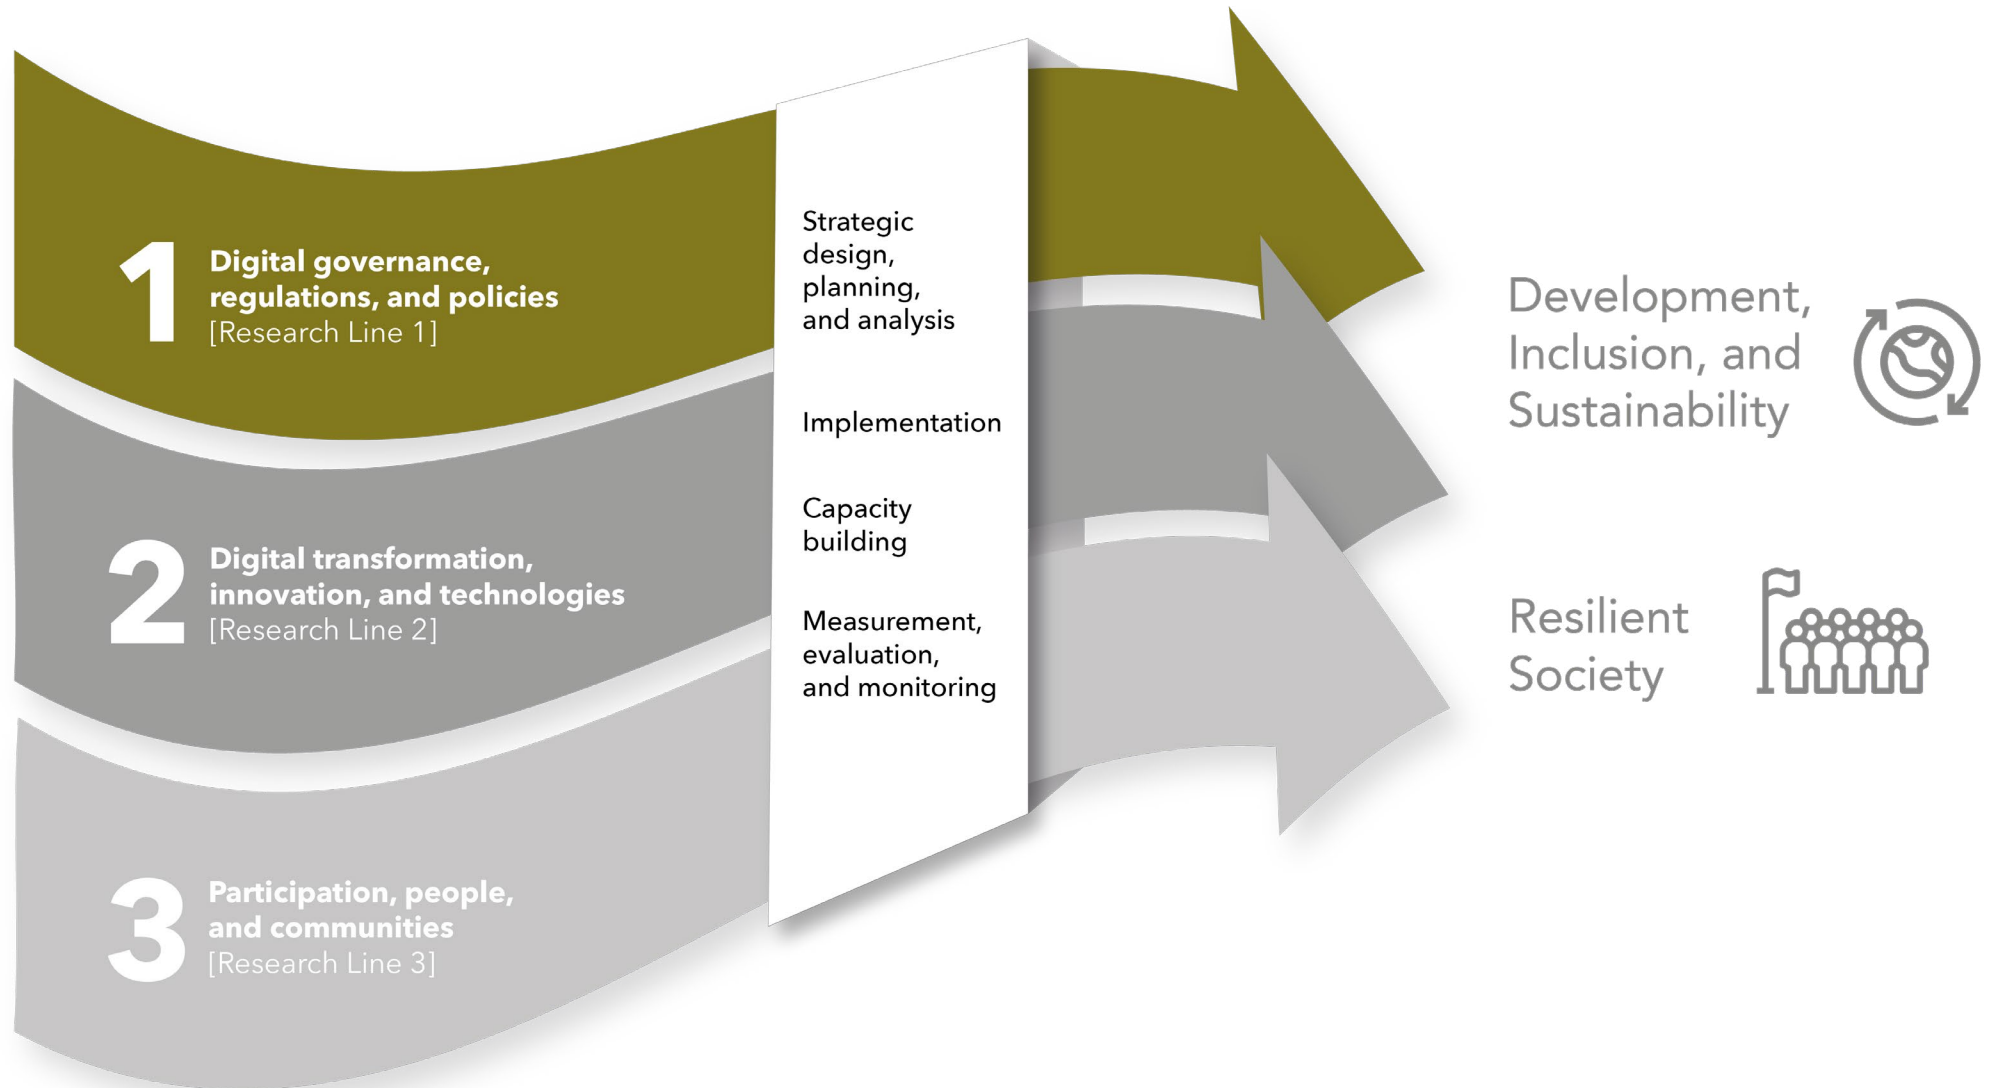 1
Digital governance,
regulations, and policies
[Research Line 1]
2
Digital transformation,
innovation, and technologies
[Research Line 2]
3
Participation, people,
and communities
[Research Line 3]
Strategic
design,
planning,
and analysis
Implementation
Capacity
building
Measurement,
evaluation,
and monitoring
Development,
Inclusion, and
Sustainability
Resilient
Society